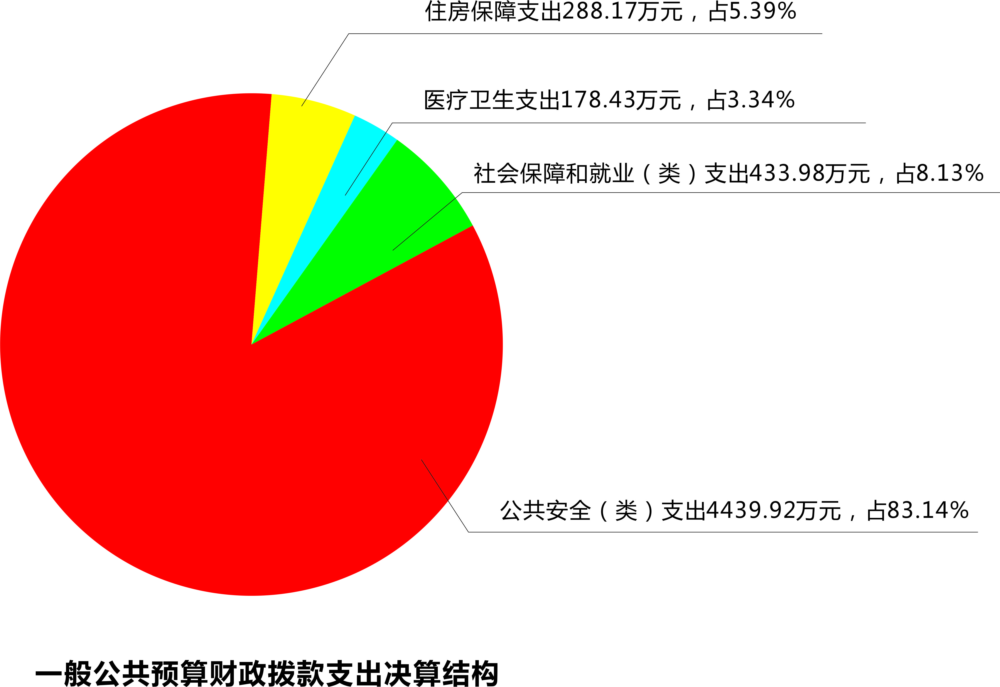 住房保障支出288.17万元，占5.39%
医疗卫生支出178.43万元，占3.34%
社会保障和就业（类）支出433.98万元，占8.13%
公共安全（类）支出4439.92万元，占83.14%
一般公共预算财政拨款支出决算结构